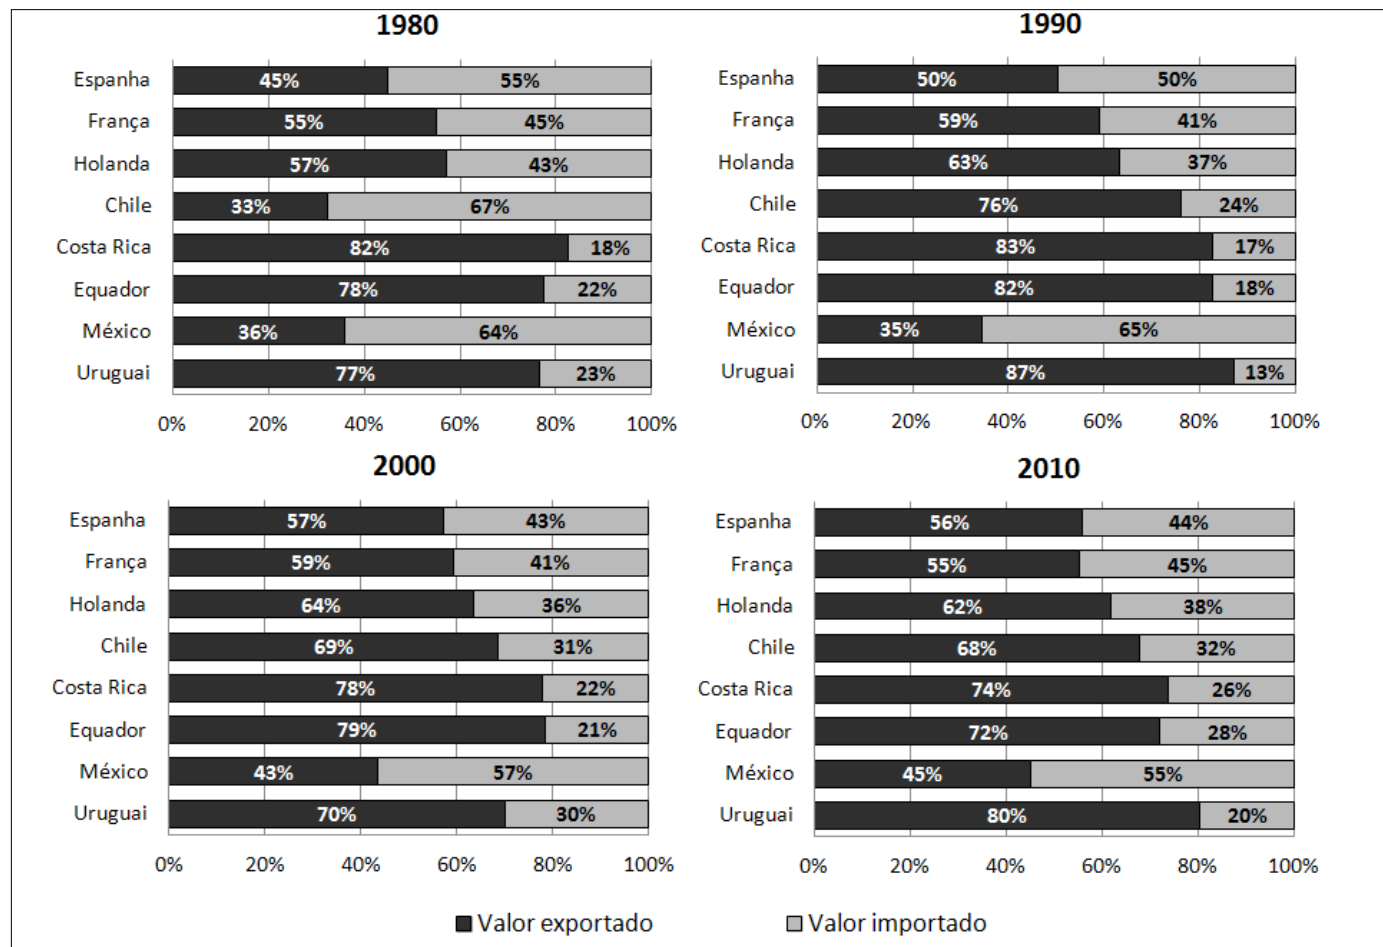 1980
Espanha 45% 55%
França 55% 45%
Holanda 57% 43%
Chile 33% 67%
Costa Rica 82% 18%
Equador 78% 22%
México 36% 64%
Uruguai 77% 23%
0% 20% 40% 60% 80% 100%
1990
Espanha 50% 50%
França 59% 41%
Holanda 63% 37%
Chile 76% 24%
Costa Rica 83% 17%
Equador 82% 18%
México 35% 65%
Uruguai 87% 13%
0% 20% 40% 60% 80% 100%
2000
Espanha 57% 43%
França 59% 41%
Holanda 64% 36%
Chile 69% 31%
Costa Rica 78% 22%
Equador 79% 21%
México 43% 57%
Uruguai 70% 30%
0% 20% 40% 60% 80% 100%
2010
Espanha 56% 44%
França 55% 45%
Holanda 62% 38%
Chile 68% 32%
Costa Rica 74% 26%
Equador 72% 28%
México 45% 55%
Uruguai 80% 20%
0% 20% 40% 60% 80% 100%
Valor exportado Valor importado